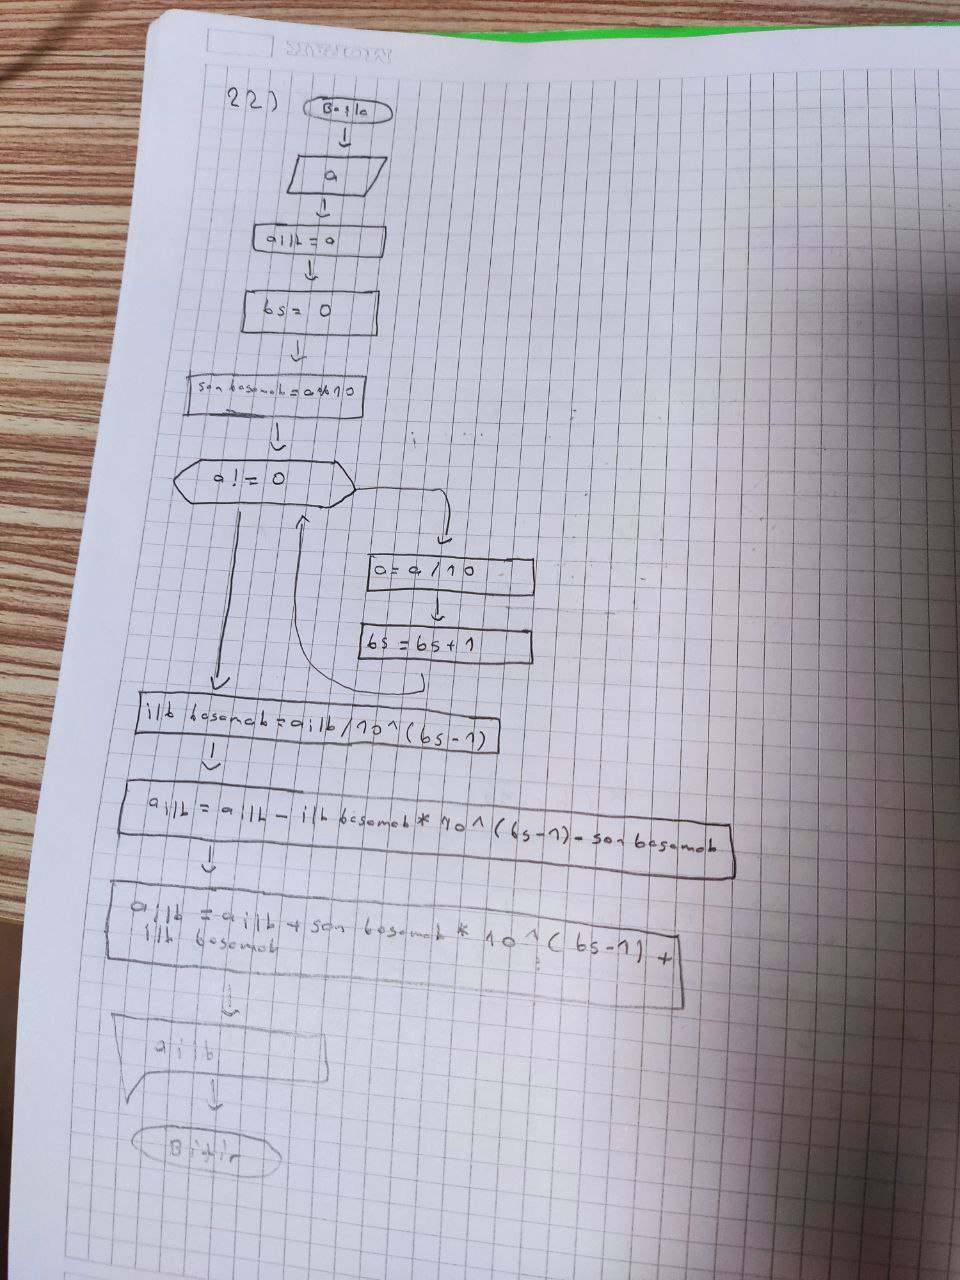 22) Başla
a
ailk = a
bs = 0
son basamak = a%10
a != 0
a = a / 10
bs = bs + 1
ilk basamak = ailk / 10^(bs-1)
ailk = ailk - ilk basamak * 10^(bs-1) - son basamak
ailk = ailk + son basamak * 10^(bs-1) +
ilk basamak
ailk
Bitir